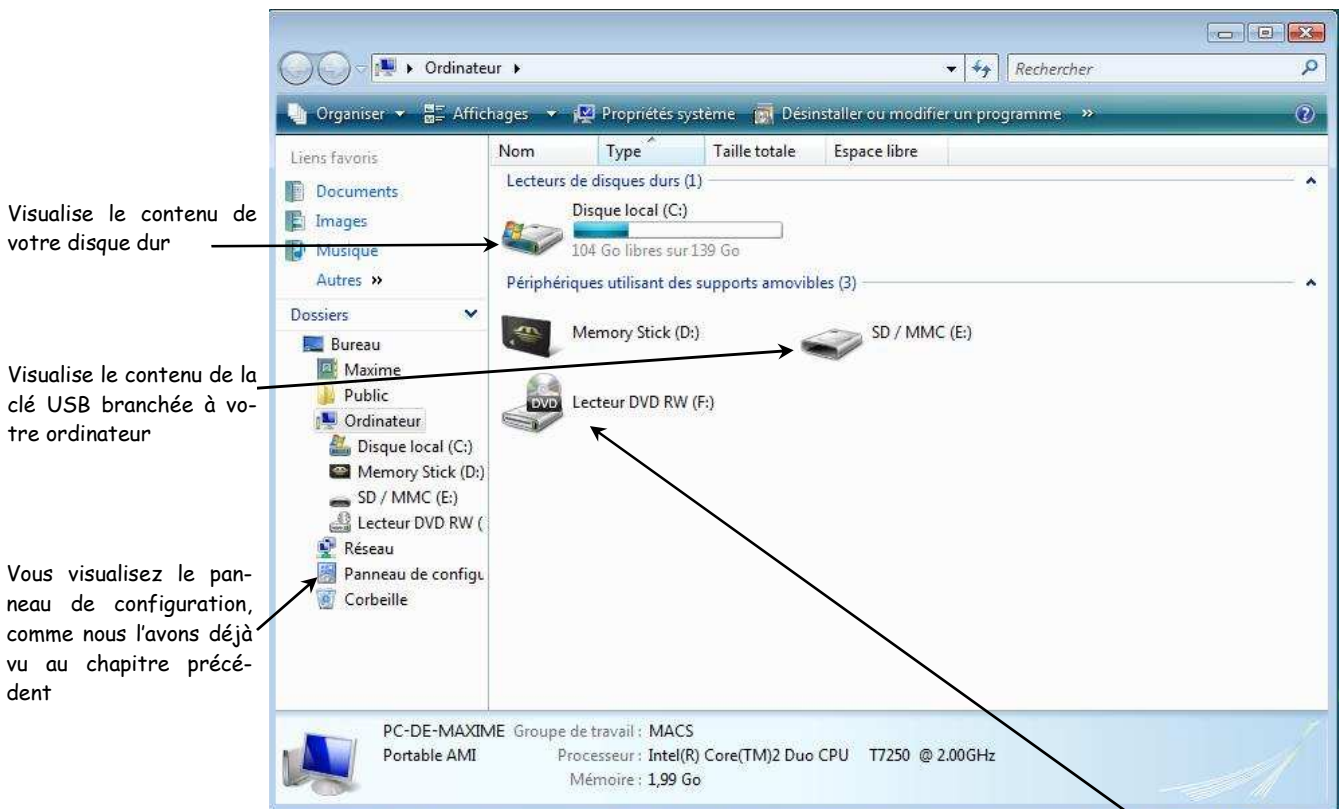 Ordinateur
Rechercher
Organiser Affichages Propriétés système Désinstaller ou modifier un programme »
Liens favoris
Documents
Images
Musique
Autres »
Dossiers
Bureau
Maxime
Public
Ordinateur
Disque local (C:)
Memory Stick (D:)
SD / MMC (E:)
Lecteur DVD RW (
Réseau
Panneau de configu
Corbeille
Nom Type Taille totale Espace libre
Lecteurs de disques durs (1)
Disque local (C:)
104 Go libres sur 139 Go
Périphériques utilisant des supports amovibles (3)
Memory Stick (D:)
SD / MMC (E:)
DVD
Lecteur DVD RW (F:)
PC-DE-MAXIME Groupe de travail : MACS
Portable AMI Processeur : Intel(R) Core(TM)2 Duo CPU T7250 @ 2.00GHz
Mémoire : 1,99 Go
Visualise le contenu de
votre disque dur
Visualise le contenu de la
clé USB branchée à vo-
tre ordinateur
Vous visualisez le pan-
neau de configuration,
comme nous l'avons déjà
vu au chapitre précé-
dent